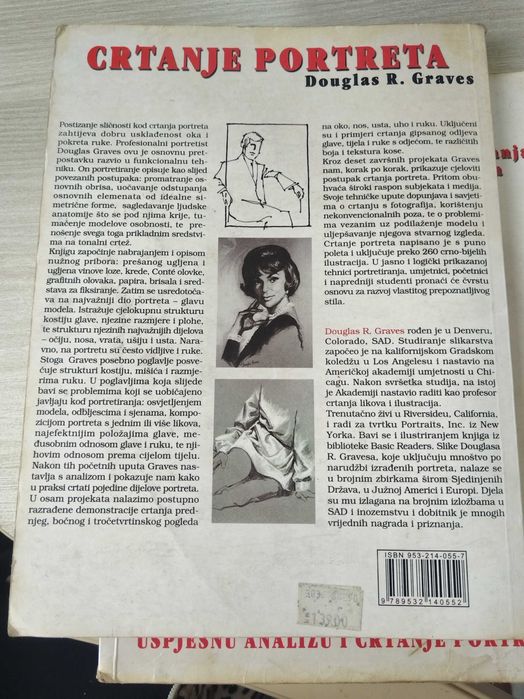 CRTANJE PORTRETA
Douglas R. Graves
Postizanje sličnosti kod crtanja portreta
zahtijeva dobru usklađenost oka i
pokreta ruke. Profesionalni portretist
Douglas Graves ovu je osnovnu pret-
postavku razvio u funkcionalnu teh-
niku. On portretiranje opisuje kao slijed
povezanih postupaka: promatranje os-
novnih obrisa, uočavanje odstupanja
osnovnih elemenata od idealne si-
metrične forme, sagledavanje ljudske
anatomije što se pod njima krije, tu-
mačenje modelove osobnosti, te pre-
nošenje svega toga prikladnim sredstvi-
ma na tonalni crtež.
Knjigu započinje nabrajanjem i opisom
nužnog pribora: prešanog ugljena i
ugljena vinove loze, krede, Conté olovke,
grafitnih olovaka, papira, brisala i sred-
stava za fiksiranje. Zatim se usredotoča-
va na najvažniji dio portreta – glavu
modela. Istražuje cjelokupnu strukturu
kostiju glave, njezine razmjere i plohe,
te strukturu njezinih najvažnijih dijelova
– očiju, nosa, vrata, ušiju i usta. Narav-
no, na portretu su često vidljive i ruke.
Stoga Graves posebno poglavlje posve-
ćuje strukturi kostiju, mišića i razmje-
rima ruku. U poglavljima koja slijede
bavi se problemima koji se uobičajeno
javljaju kod portretiranja: osvjetljenjem
modela, odbljescima i sjenama, kompo-
zicijom portreta s jednim ili više likova,
najefektnijim položajima glave, me-
đusobnim odnosom glave i ruku, te nji-
hovim odnosom prema cijelom tijelu.
Nakon tih početnih uputa Graves nas-
tavlja s analizom i pokazuje nam kako
u praksi crtati pojedine dijelove portreta.
U osam projekata nalazimo postupno
razrađene demonstracije crtanja pred-
njeg, bočnog i tročetvrtinskog pogleda
na oko, nos, usta, uho i ruku. Uključeni
su i primjeri crtanja gipsanog odljeva
glave, tijela i ruke s odjećom, te različitih
boja i tekstura kose.
Kroz deset završnih projekata Graves
nam, korak po korak, prikazuje cjeloviti
postupak crtanja portreta. Pritom obu-
hvaća široki raspon subjekata i medija.
Svoje tehničke upute dopunjava i savjeti-
ma o crtanju s fotografija, korištenju
nekonvencionalnih poza, te o problemi-
ma vezanim uz podilaženje modelu i
uljepšavanje njegova stvarnog izgleda.
Crtanje portreta napisano je s puno
poleta i uključuje preko 260 crno-bijelih
ilustracija. U jasno i logički prikazanoj
tehnici portretiranja, umjetnici, početnici
i napredniji studenti pronaći će čvrstu
osnovu za razvoj vlastitog prepoznatljivog
stila.
Douglas R. Graves rođen je u Denveru,
Colorado, SAD. Studiranje slikarstva
započeo je na kalifornijskom Gradskom
koledžu u Los Angelesu i nastavio na
Američkoj akademiji umjetnosti u Chi-
cagu. Nakon svršetka studija, na istoj
je Akademiji nastavio raditi kao profesor
crtanja likova i ilustracija.
Trenutačno živi u Riversideu, California,
i radi za tvrtku Portraits, Inc. iz New
Yorka. Bavi se i ilustriranjem knjiga iz
biblioteke Basic Readers. Slike Douglasa
R. Gravesa, koje uključuju mnoštvo po
narudžbi izrađenih portreta, nalaze se
u brojnim zbirkama širom Sjedinjenih
Država, u Južnoj Americi i Europi. Djela
su mu izlagana na brojnim izložbama u
SAD i inozemstvu i dobitnik je mnogih
vrijednih nagrada i priznanja.
ISBN 953-214-055-7
9 789532 140552
USPJEŠNU ANALIZU I CRTANJE PORTR